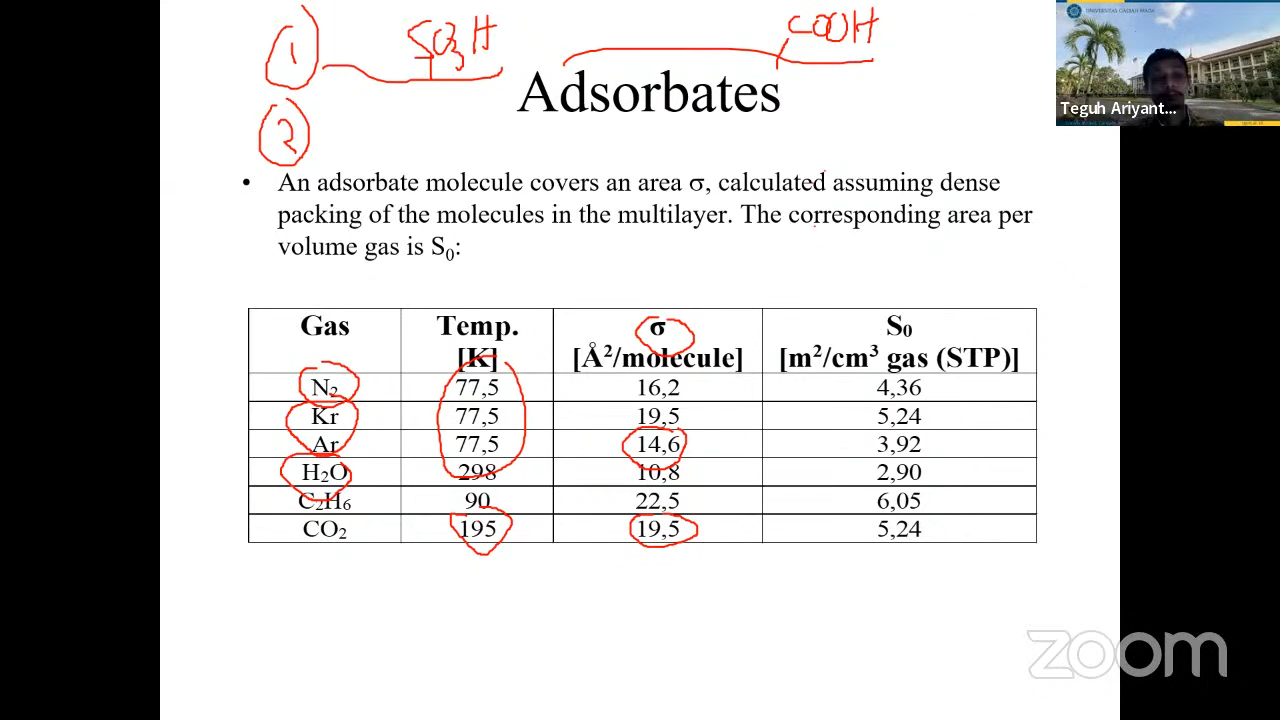 1
SO3H
COOH
UNIVERSITAS GADJAH MADA
Teguh Ariyant...
Adsorbates
2
• An adsorbate molecule covers an area σ, calculated assuming dense
packing of the molecules in the multilayer. The corresponding area per
volume gas is S0:
Gas Temp. σ S0
[K] [Å²/molecule] [m²/cm³ gas (STP)]
N2 77,5 16,2 4,36
Kr 77,5 19,5 5,24
Ar 77,5 14,6 3,92
H2O 298 10,8 2,90
C2H6 90 22,5 6,05
CO2 195 19,5 5,24
zoom